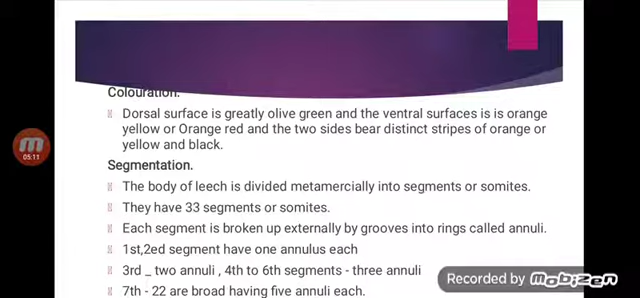 Colouration.
Dorsal surface is greatly olive green and the ventral surfaces is is orange
yellow or Orange red and the two sides bear distinct stripes of orange or
yellow and black.
Segmentation.
The body of leech is divided metamercially into segments or somites.
They have 33 segments or somites.
Each segment is broken up externally by grooves into rings called annuli.
1st,2ed segment have one annulus each
3rd _ two annuli , 4th to 6th segments - three annuli
7th - 22 are broad having five annuli each.
05:11
Recorded by mobizen